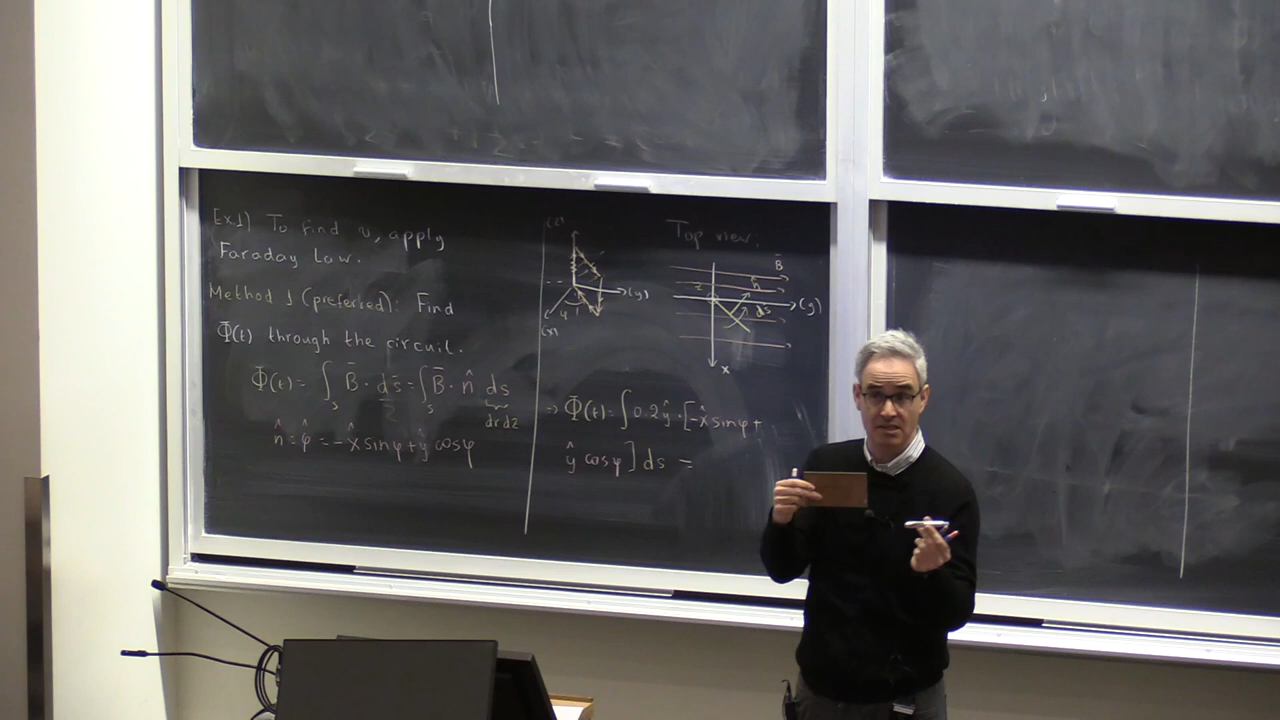 Ex.1) To find v, apply
Faraday Law.
Method 1 (preferred): Find
Φ(t) through the circuit.
Φ(t) = ∫ₛ B̄ · ds̄ = ∫ₛ B̄ · n̂ ds
drdz
n̂ = φ̂ = -x̂ sinφ + ŷ cosφ
(z)
(y)
(x)
φ
Top view.
B̄
z
n̂
(y)
ds
x
⇒ Φ(t) = ∫ 0.2ŷ · [-x̂ sinφ +
ŷ cosφ] ds =